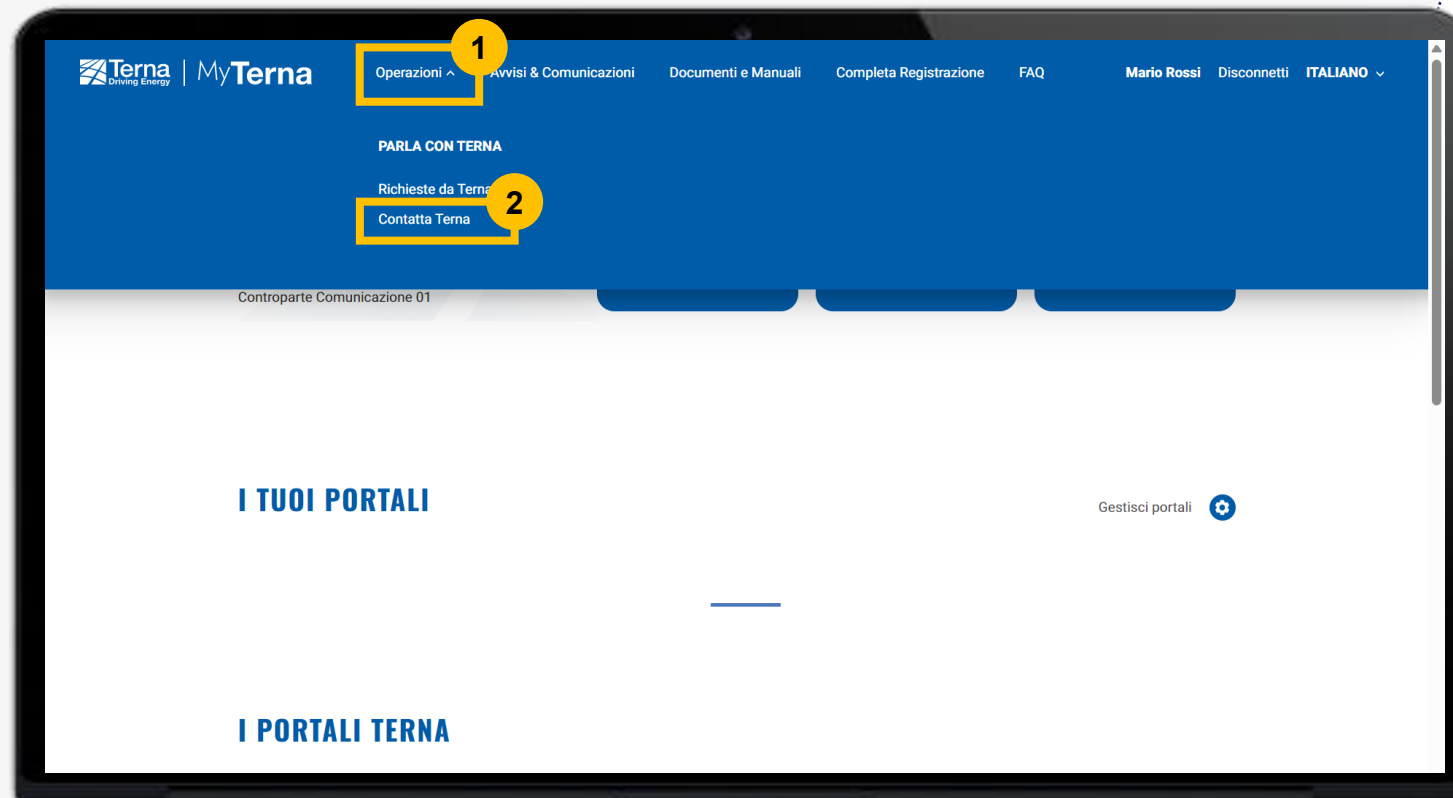 Terna
Driving Energy
MyTerna
Operazioni
1
Avvisi & Comunicazioni
Documenti e Manuali
Completa Registrazione
FAQ
Mario Rossi
Disconnetti
ITALIANO
PARLA CON TERNA
Richieste da Terna
2
Contatta Terna
Controparte Comunicazione 01
I TUOI PORTALI
Gestisci portali
I PORTALI TERNA